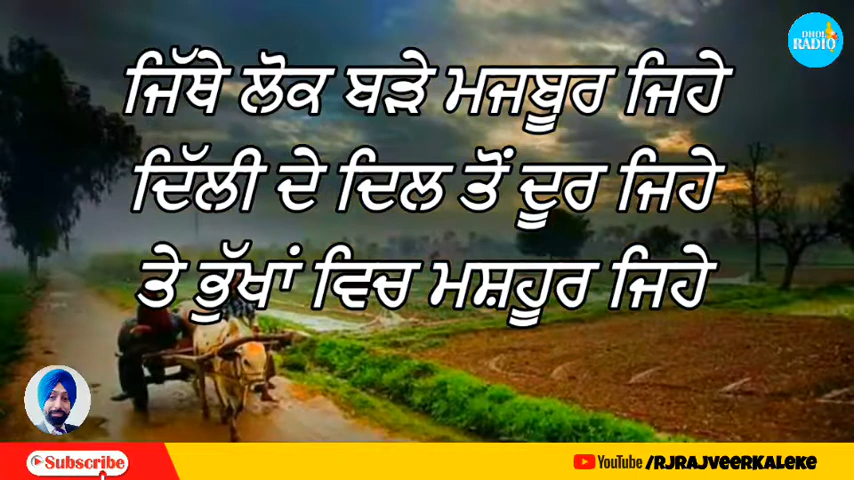 DHOL
RADIO
ਜਿੱਥੇ ਲੋਕ ਬੜੇ ਮਜਬੂਰ ਜਿਹੇ
ਦਿੱਲੀ ਦੇ ਦਿਲ ਤੋਂ ਦੂਰ ਜਿਹੇ
ਤੇ ਭੁੱਖਾਂ ਵਿਚ ਮਸ਼ਹੂਰ ਜਿਹੇ
Subscribe
YouTube /RJRAJVEERKALEKE